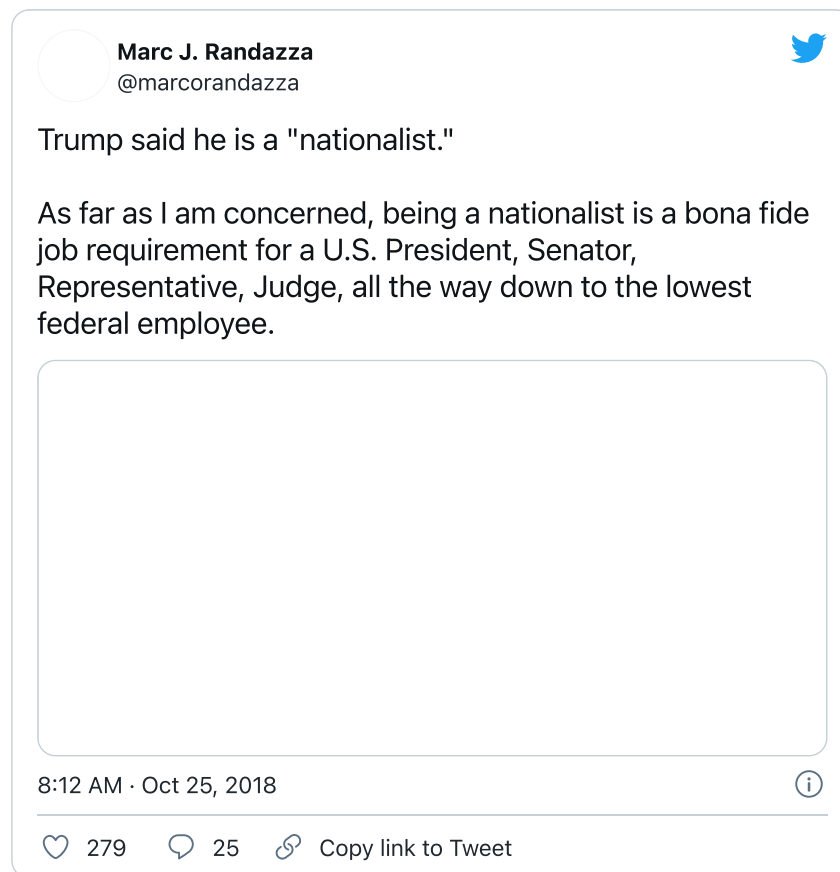 Marc J. Randazza
@marcorandazza
Trump said he is a "nationalist."
As far as I am concerned, being a nationalist is a bona fide
job requirement for a U.S. President, Senator,
Representative, Judge, all the way down to the lowest
federal employee.
8:12 AM · Oct 25, 2018
279 25 Copy link to Tweet